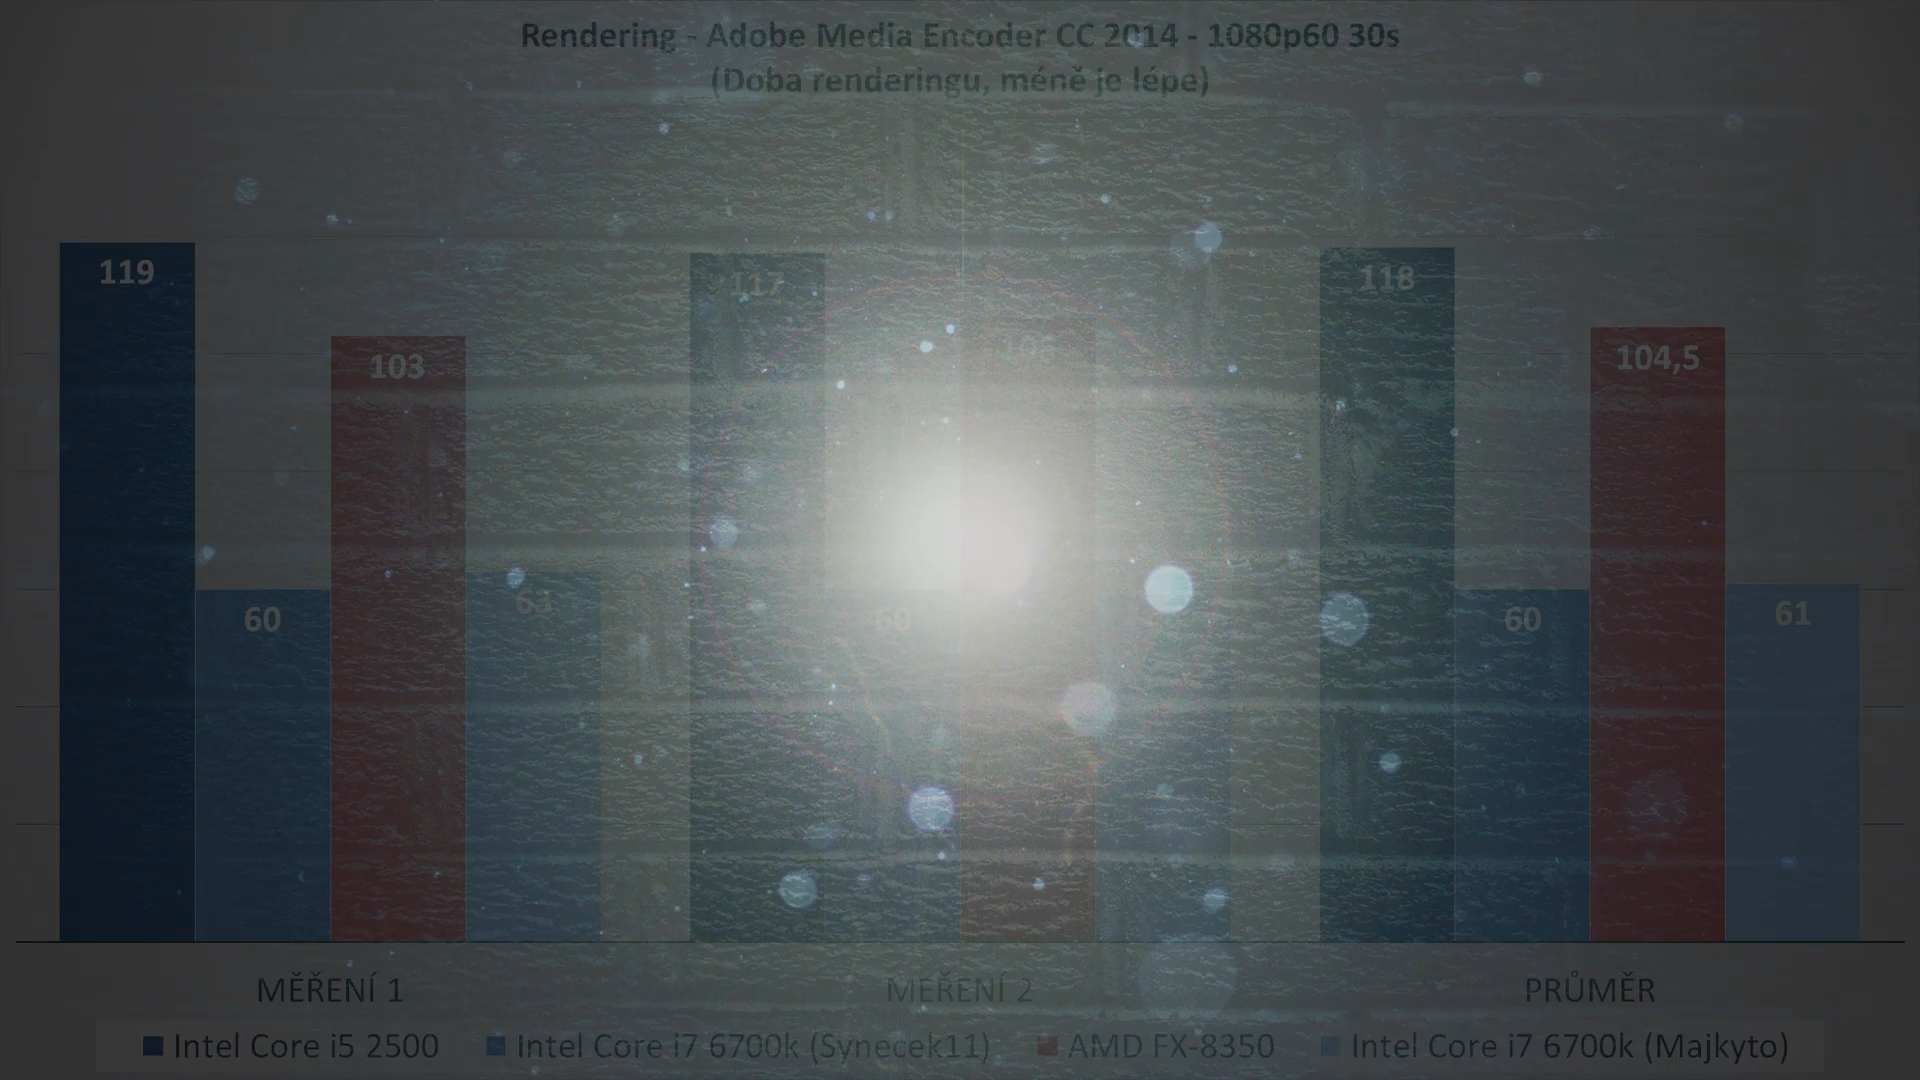 Rendering - Adobe Media Encoder CC 2014 - 1080p60 30s
(Doba renderingu, méně je lépe)
119
60
103
63
117
60
106
118
60
104,5
61
MĚŘENÍ 1
MĚŘENÍ 2
PRŮMĚR
Intel Core i5 2500
Intel Core i7 6700k (Synecek11)
AMD FX-8350
Intel Core i7 6700k (Majkyto)